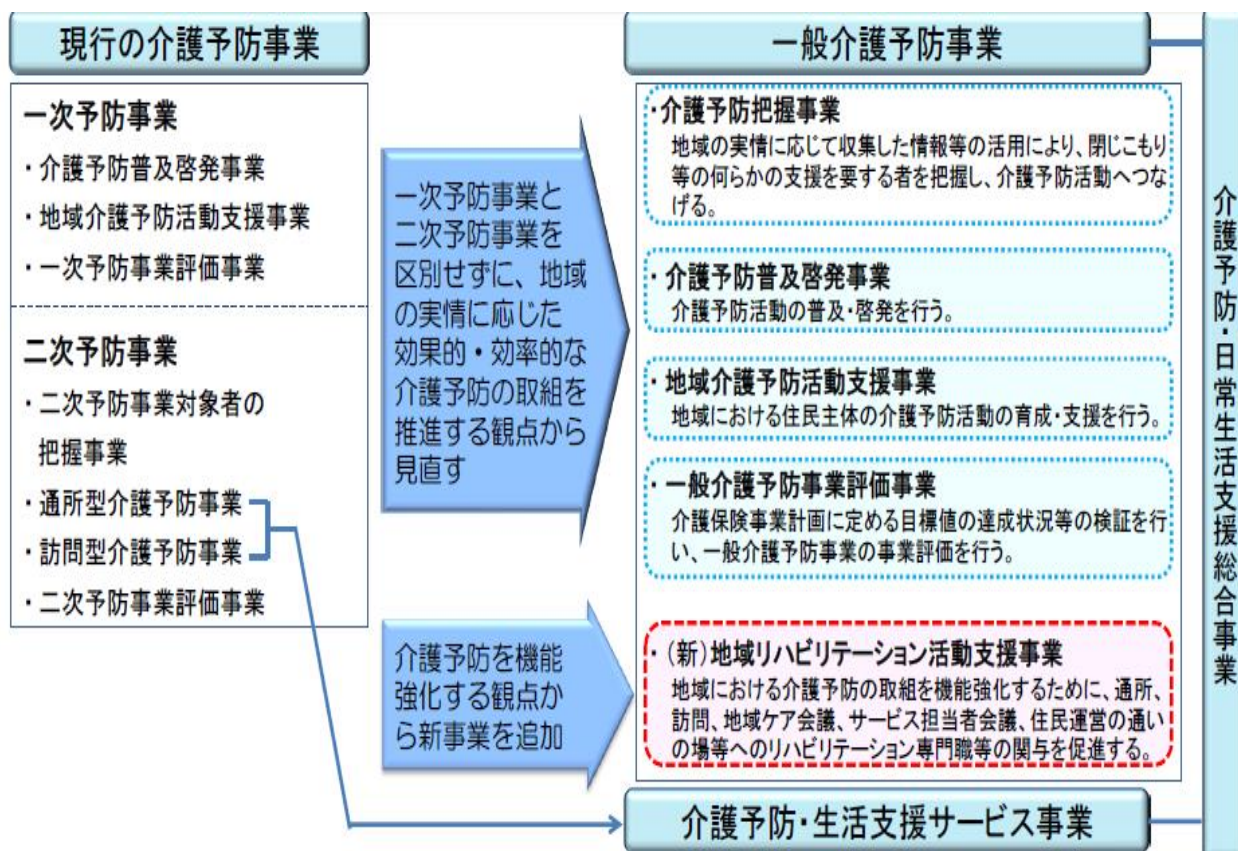 現行の介護予防事業
一次予防事業
・介護予防普及啓発事業
・地域介護予防活動支援事業
・一次予防事業評価事業
二次予防事業
・二次予防事業対象者の
把握事業
・通所型介護予防事業
・訪問型介護予防事業
・二次予防事業評価事業
一次予防事業と
二次予防事業を
区別せずに、地域
の実情に応じた
効果的・効率的な
介護予防の取組を
推進する観点から
見直す
介護予防を機能
強化する観点か
ら新事業を追加
一般介護予防事業
・介護予防把握事業
地域の実情に応じて収集した情報等の活用により、閉じこもり
等の何らかの支援を要する者を把握し、介護予防活動へつな
げる。
・介護予防普及啓発事業
介護予防活動の普及・啓発を行う。
・地域介護予防活動支援事業
地域における住民主体の介護予防活動の育成・支援を行う。
・一般介護予防事業評価事業
介護保険事業計画に定める目標値の達成状況等の検証を行
い、一般介護予防事業の事業評価を行う。
・(新)地域リハビリテーション活動支援事業
地域における介護予防の取組を機能強化するために、通所、
訪問、地域ケア会議、サービス担当者会議、住民運営の通い
の場等へのリハビリテーション専門職等の関与を促進する。
介護予防・生活支援サービス事業
介護予防・日常生活支援総合事業